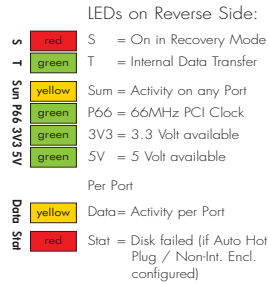 LEDs on Reverse Side:
S red S = On in Recovery Mode
T green T = Internal Data Transfer
Sum yellow Sum = Activity on any Port
P66 green P66 = 66MHz PCI Clock
3V3 green 3V3 = 3.3 Volt available
5V green 5V = 5 Volt available
Per Port
Data yellow Data= Activity per Port
Stat red Stat = Disk failed (if Auto Hot
Plug / Non-Int. Encl.
configured)